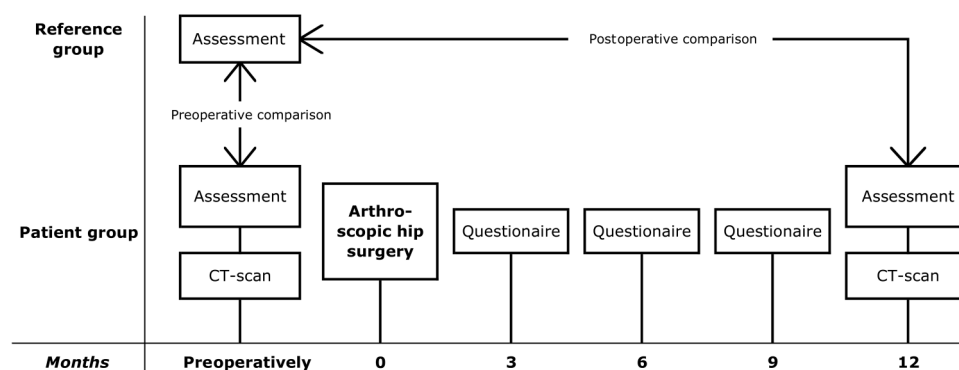 Reference
group
Assessment
Postoperative comparison
Preoperative comparison
Patient group
Assessment
CT-scan
Arthro-
scopic hip
surgery
Questionaire
Questionaire
Questionaire
Assessment
CT-scan
Months
Preoperatively
0
3
6
9
12